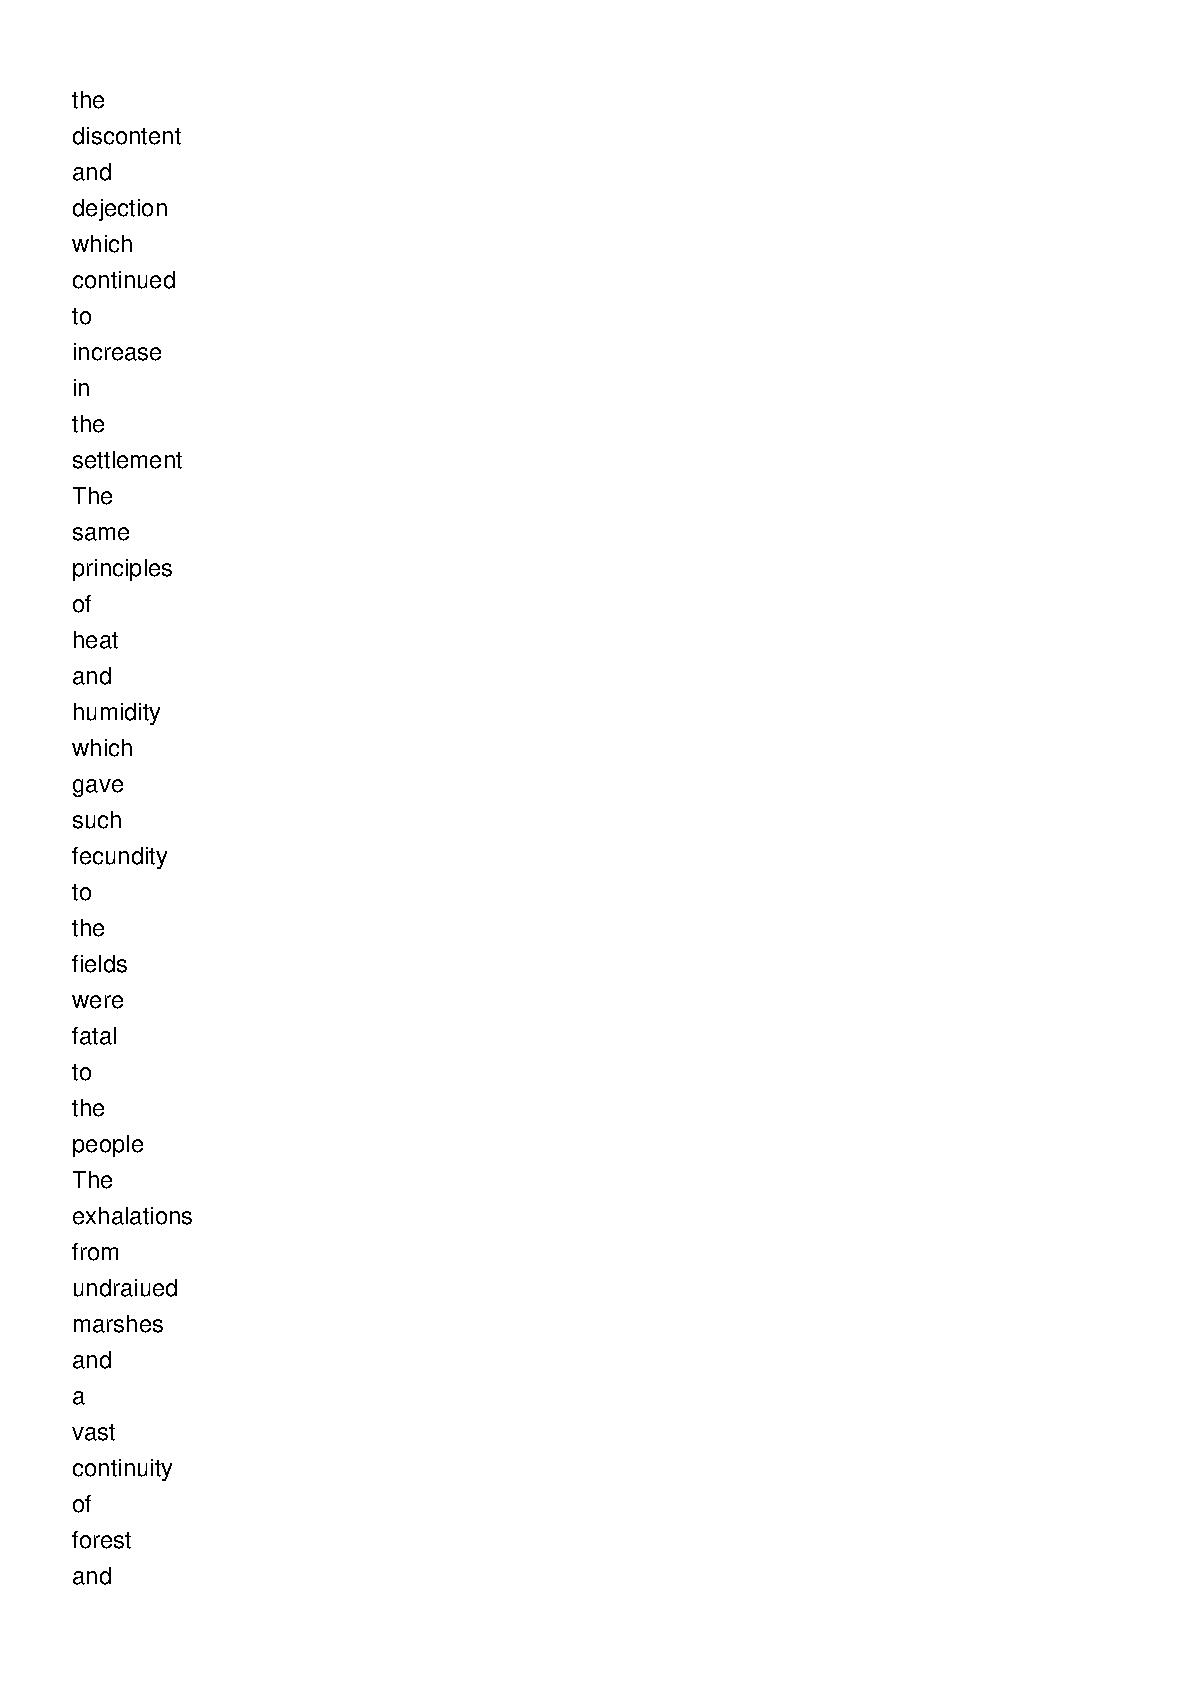 the
discontent
and
dejection
which
continued
to
increase
in
the
settlement
The
same
principles
of
heat
and
humidity
which
gave
such
fecundity
to
the
fields
were
fatal
to
the
people
The
exhalations
from
undraiued
marshes
and
a
vast
continuity
of
forest
and